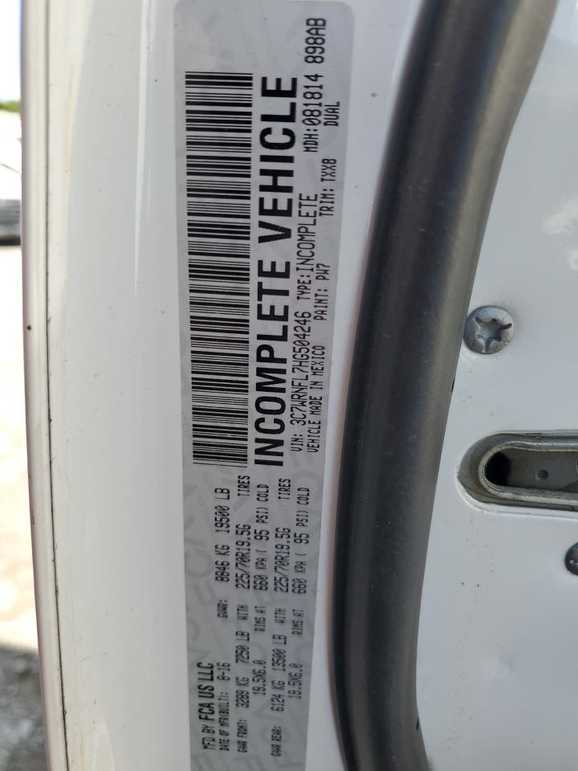 MFD BY FCA US LLC
DATE OF MFR(BUILT): 8-16 GVWR: 8846 KG 19500 LB
GAWR FRONT: 3289 KG 7250 LB WITH 225/70R19.5G TIRES
19.5X6.0 RIMS AT 660 KPA ( 95 PSI) COLD
GAWR REAR: 6124 KG 13500 LB WITH 225/70R19.5G TIRES
19.5X6.0 RIMS AT 660 KPA ( 95 PSI) COLD
INCOMPLETE VEHICLE
VIN: 3C7WRNFL7HG504246 TYPE:INCOMPLETE
VEHICLE MADE IN MEXICO PAINT: PW7 TRIM: TXX8
MDH:081814 898AB
DUAL